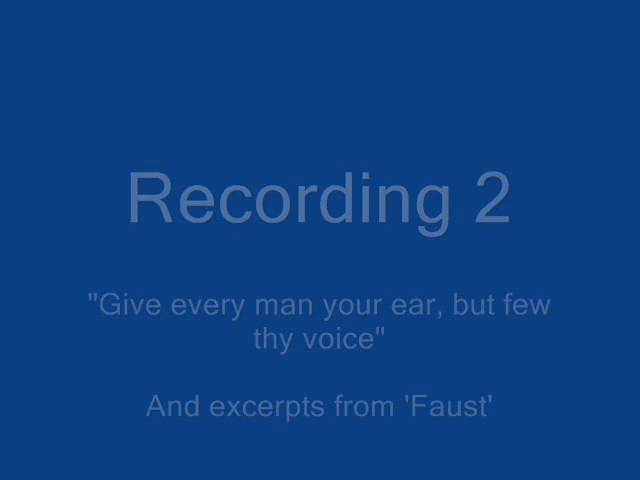 Recording 2
"Give every man your ear, but few
thy voice"
And excerpts from 'Faust'